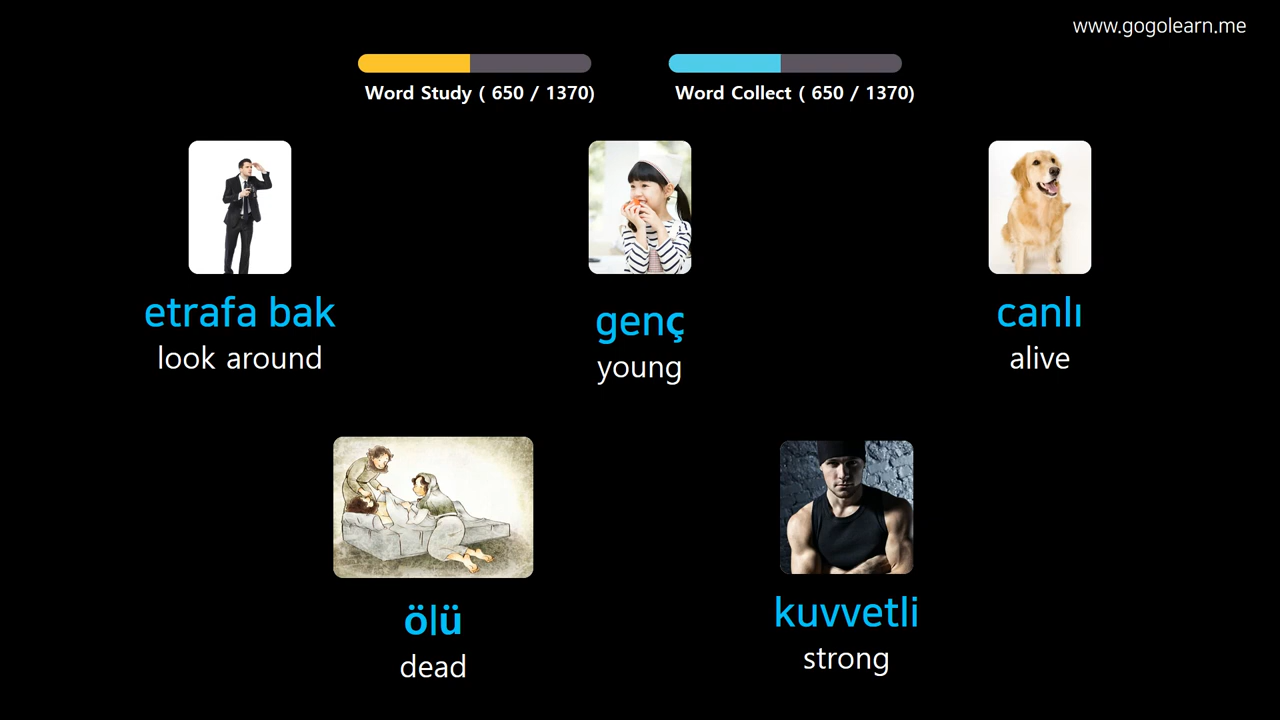 www.gogolearn.me
Word Study ( 650 / 1370)
Word Collect ( 650 / 1370)
etrafa bak
look around
genç
young
canlı
alive
ölü
dead
kuvvetli
strong